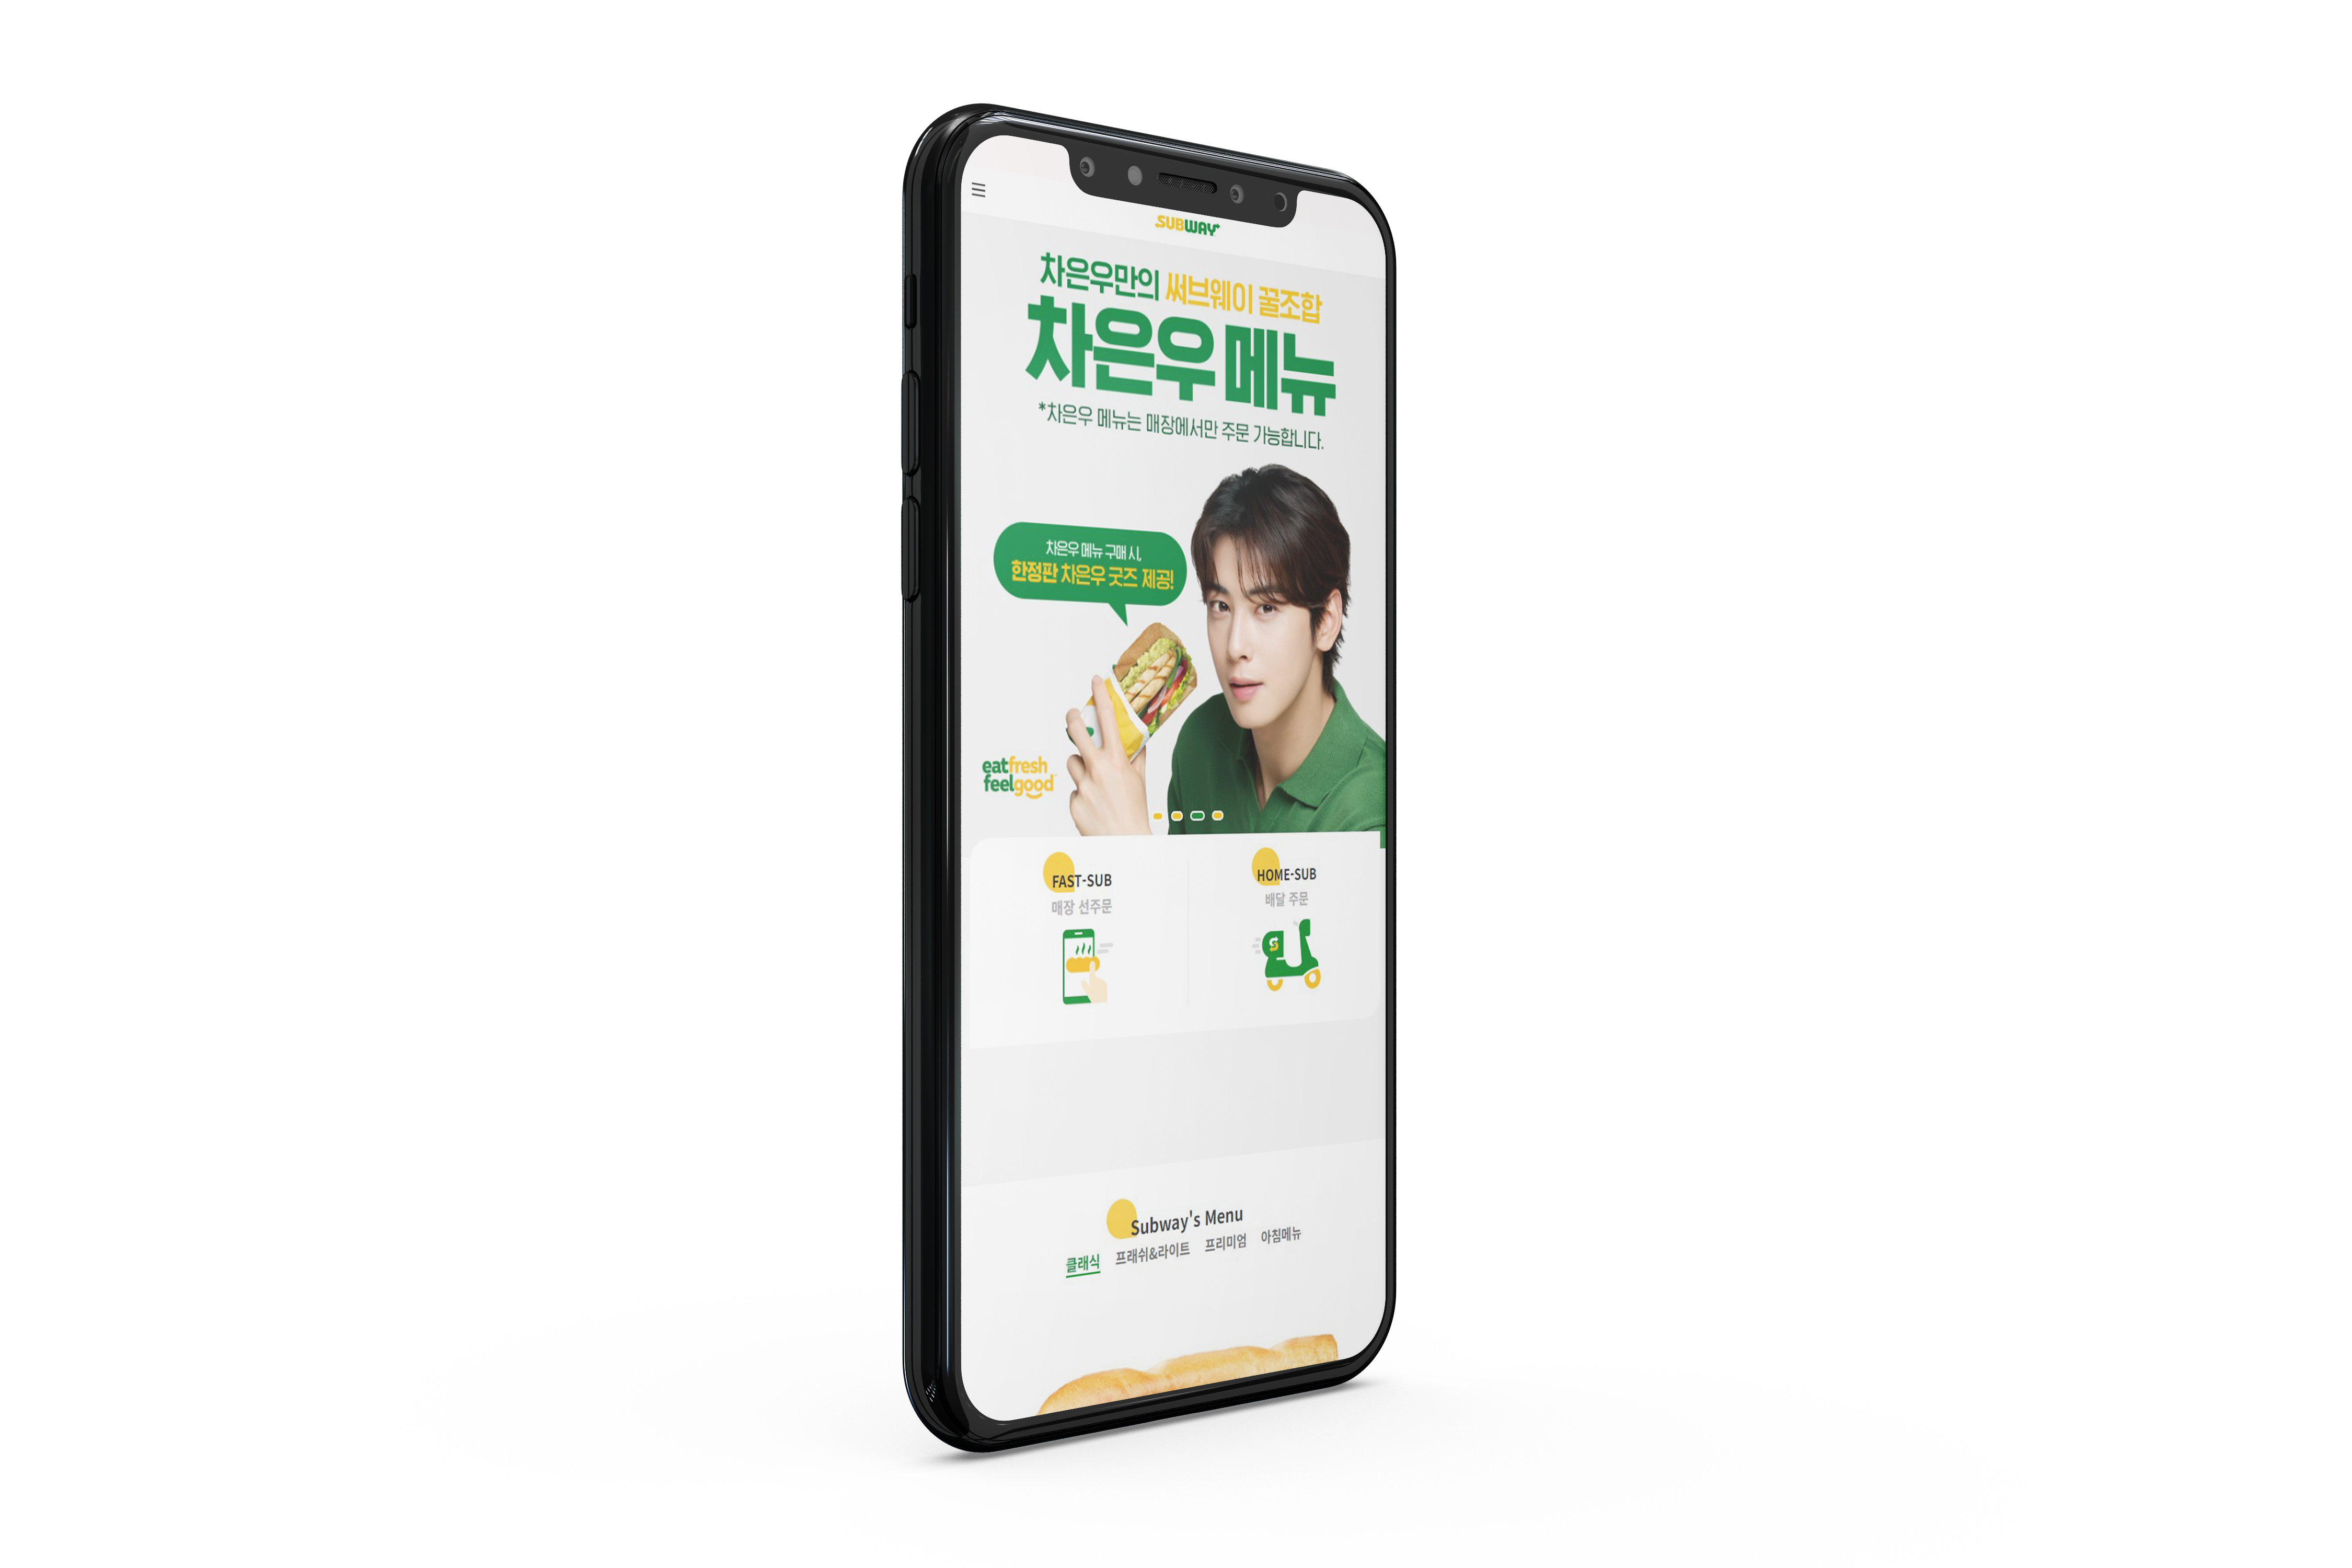 SUBWAY
차은우만의 써브웨이 꿀조합
차은우 메뉴
*차은우 메뉴는 매장에서만 주문 가능합니다.
차은우 메뉴 구매 시,
한정판 차은우 굿즈 제공!
eatfresh
feelgood
FAST-SUB
매장 선주문
HOME-SUB
배달 주문
Subway's Menu
클래식 프래쉬&라이트 프리미엄 아침메뉴